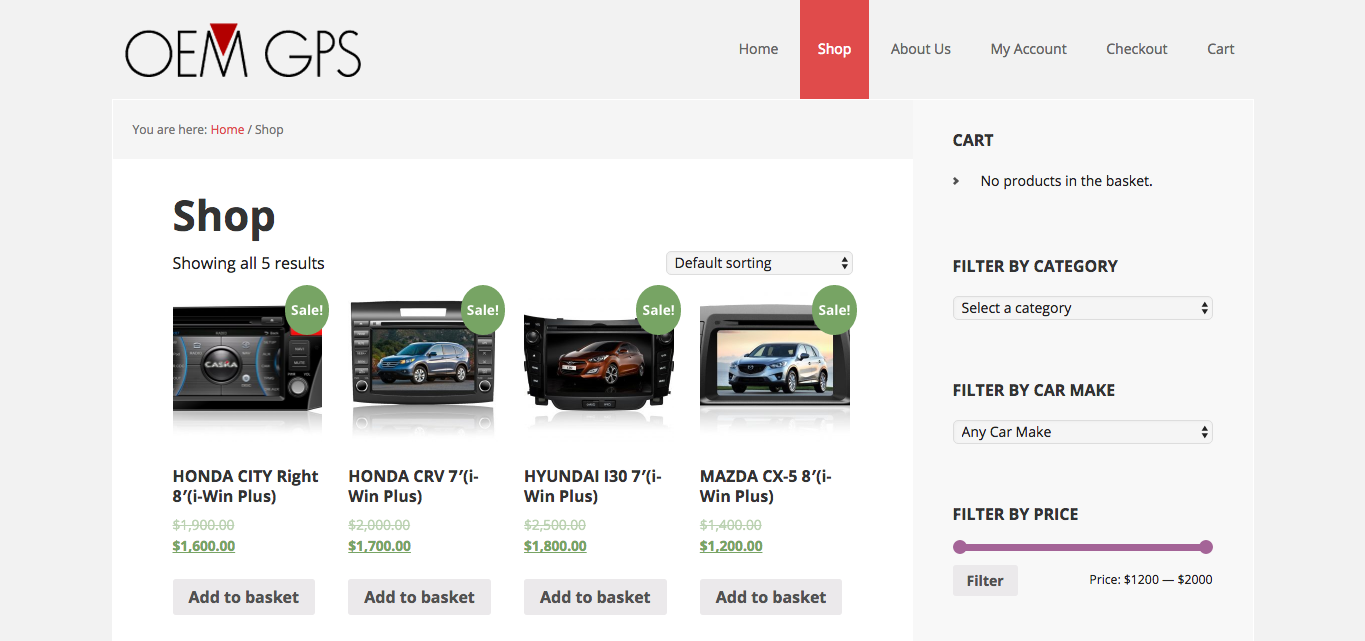 OEM GPS
Home
Shop
About Us
My Account
Checkout
Cart
You are here: Home / Shop
Shop
Showing all 5 results
Default sorting
Sale!
Sale!
Sale!
Sale!
CASKA
HONDA CITY Right
8′(i-Win Plus)
$1,900.00
$1,600.00
Add to basket
HONDA CRV 7′(i-
Win Plus)
$2,000.00
$1,700.00
Add to basket
HYUNDAI I30 7′(i-
Win Plus)
$2,500.00
$1,800.00
Add to basket
MAZDA CX-5 8′(i-
Win Plus)
$1,400.00
$1,200.00
Add to basket
CART
No products in the basket.
FILTER BY CATEGORY
Select a category
FILTER BY CAR MAKE
Any Car Make
FILTER BY PRICE
Filter
Price: $1200 — $2000